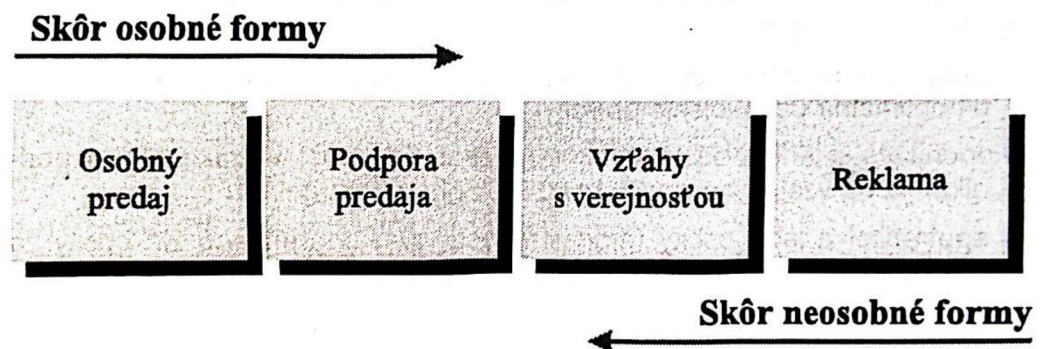 Skôr osobné formy
Osobný
predaj
Podpora
predaja
Vzťahy
s verejnosťou
Reklama
Skôr neosobné formy